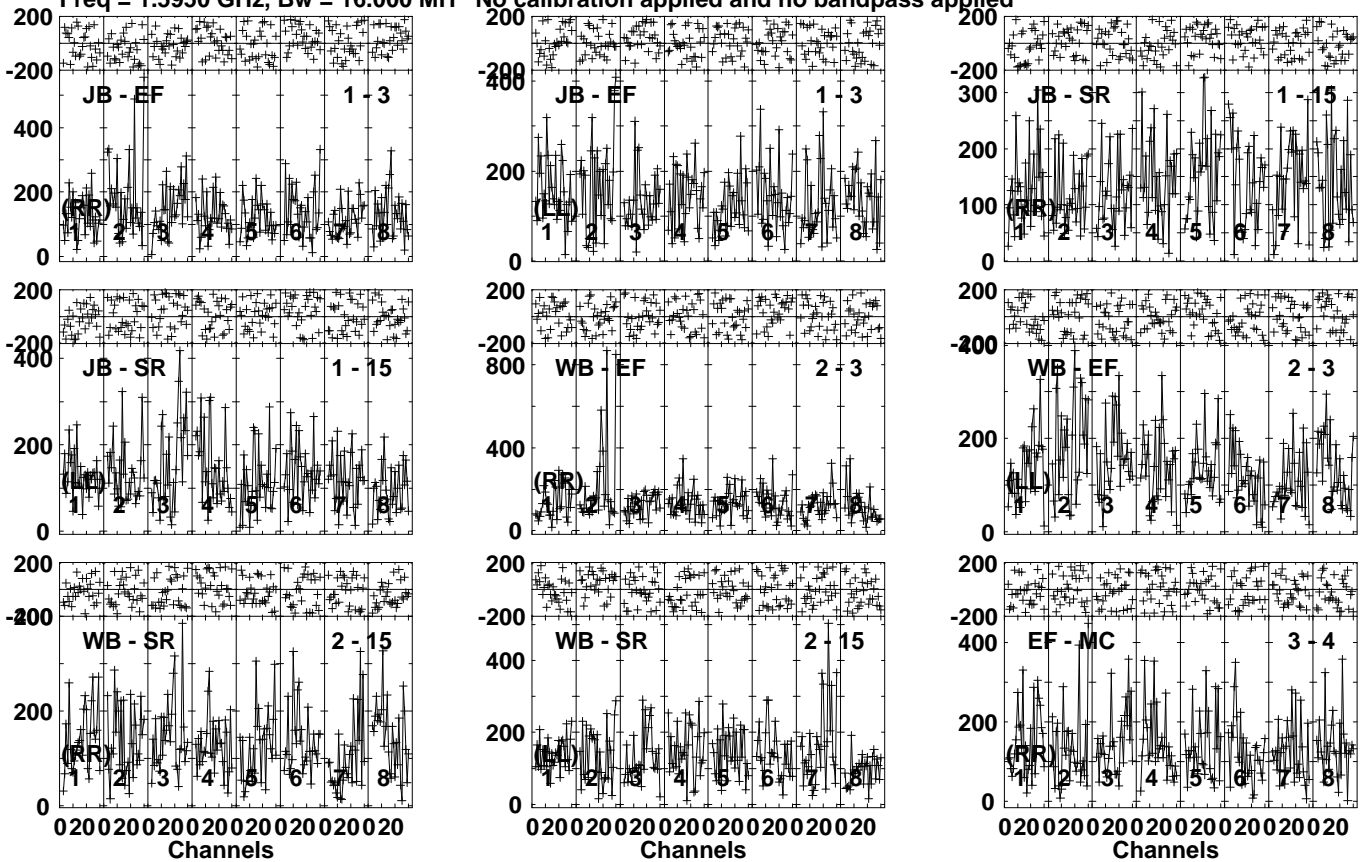 Freq = 1.5950 GHz, Bw = 16.000 MH No calibration applied and no bandpass applied
200 200 200
-200 -200 -200
JB - EF 1 - 3 JB - EF 1 - 3 JB - SR 1 - 15
400 400 300
200 200 200
100
(RR) (LL) (RR)
1 2 3 4 5 6 7 8 1 2 3 4 5 6 7 8 1 2 3 4 5 6 7 8
0 0 0
200 200 200
-200 -200 -200
400 800 400
JB - SR 1 - 15 WB - EF 2 - 3 WB - EF 2 - 3
200 400 200
200
(LL) (RR) (LL)
1 2 3 4 5 6 7 8 1 2 3 4 5 6 7 8 1 2 3 4 5 6 7 8
0 0 0
200 200 200
-200 -200 -200
400
WB - SR 2 - 15 WB - SR 2 - 15 EF - MC 3 - 4
400 400
200 200 200
(RR) (LL) (RR)
1 2 3 4 5 6 7 8 1 2 3 4 5 6 7 8 1 2 3 4 5 6 7 8
0 0 0
0 20 0 20 0 20 0 20 0 20 0 20 0 20 0 20 0 20 0 20 0 20 0 20 0 20 0 20 0 20 0 20 0 20 0 20 0 20 0 20 0 20 0 20 0 20 0 20
Channels Channels Channels